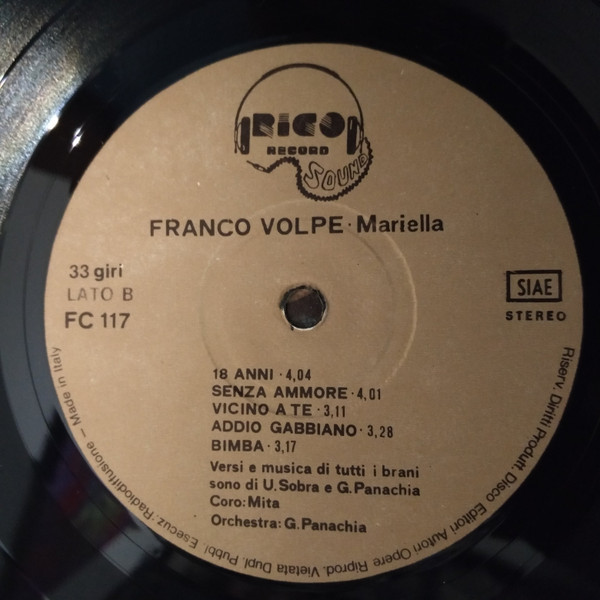 RICO
RECORD
SOUND
FRANCO VOLPE · Mariella
33 giri
LATO B
FC 117
SIAE
STEREO
18 ANNI · 4,04
SENZA AMMORE · 4,01
VICINO A TE · 3,11
ADDIO GABBIANO · 3,28
BIMBA · 3,17
Versi e musica di tutti i brani
sono di U. Sobra e G. Panachia
Coro: Mita
Orchestra: G. Panachia
Riserv. Diritti Produtt. Disco Editori Autori Opere Riprod. Vietata Dupl. Pubbl. Esecuz. Radiodiffusione – Made in Italy